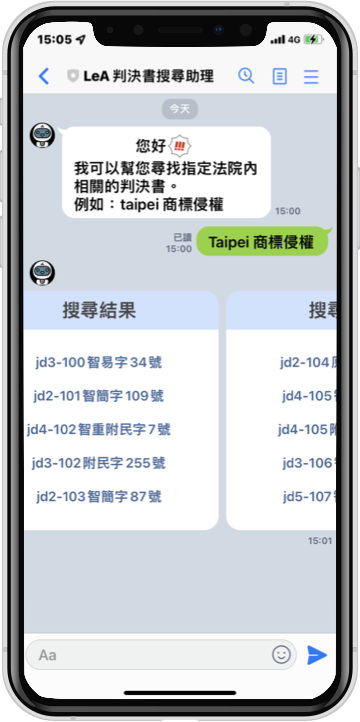 15:05
4G
LeA 判決書搜尋助理
今天
您好!!!
我可以幫您尋找指定法院內
相關的判決書。
例如：taipei 商標侵權
15:00
已讀
15:00
Taipei 商標侵權
搜尋結果
jd3-100智易字34號
jd2-101智簡字109號
jd4-102智重附民字7號
jd3-102附民字255號
jd2-103智簡字87號
搜尋
jd2-104
jd4-105
jd4-105附
jd3-106
jd5-107
15:01
Aa